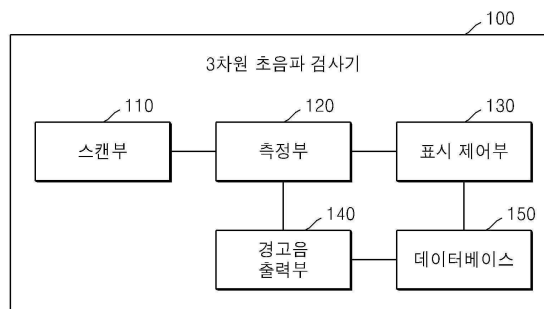 100
3차원 초음파 검사기
110
120
130
스캔부
측정부
표시 제어부
140
150
경고음
출력부
데이터베이스